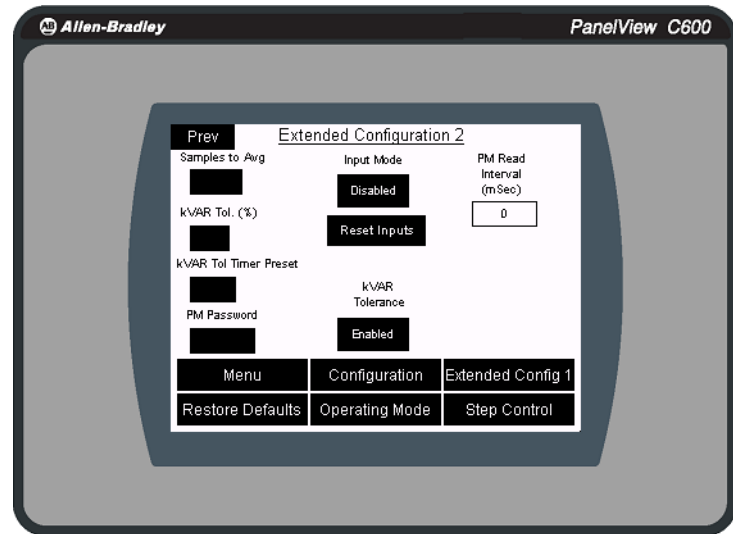 AB Allen-Bradley
PanelView C600
Prev
Extended Configuration 2
Samples to Avg
Input Mode
Disabled
Reset Inputs
PM Read
Interval
(mSec)
0
kVAR Tol. (%)
kVAR Tol Timer Preset
PM Password
kVAR
Tolerance
Enabled
Menu
Configuration
Extended Config 1
Restore Defaults
Operating Mode
Step Control